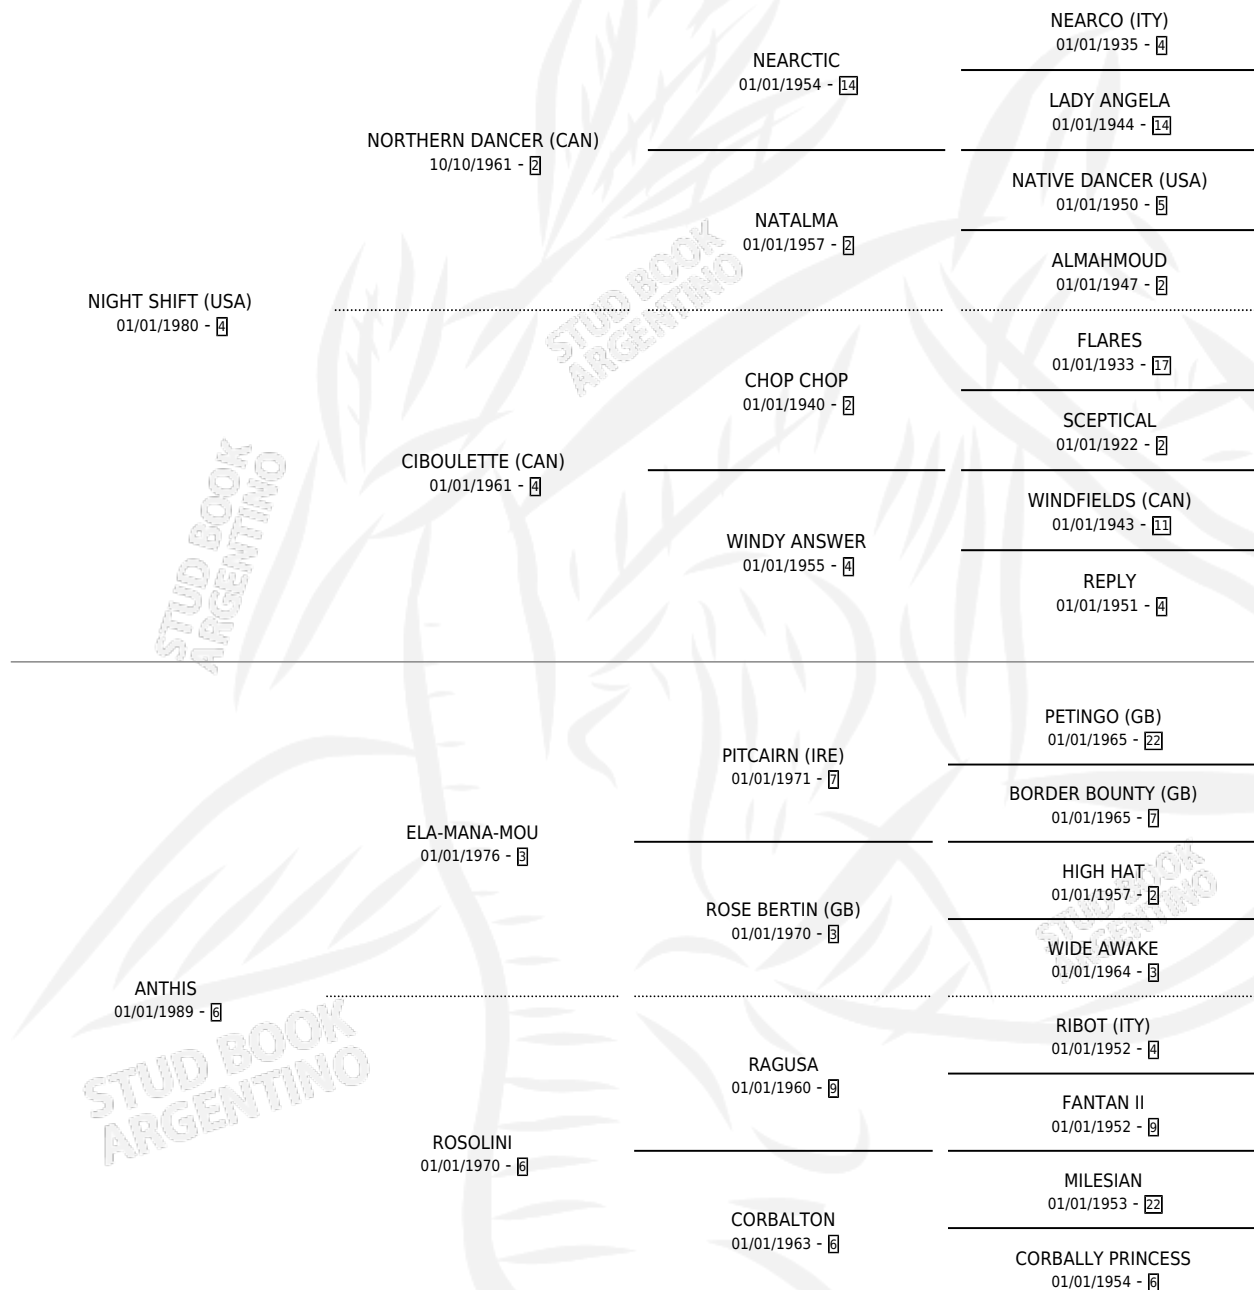 NEARCO (ITY)
01/01/1935 - 4
NEARCTIC
01/01/1954 - 14
LADY ANGELA
01/01/1944 - 14
NORTHERN DANCER (CAN)
10/10/1961 - 2
NATIVE DANCER (USA)
01/01/1950 - 5
NATALMA
01/01/1957 - 2
ALMAHMOUD
01/01/1947 - 2
NIGHT SHIFT (USA)
01/01/1980 - 4
STUD BOOK
ARGENTINO
FLARES
01/01/1933 - 17
CHOP CHOP
01/01/1940 - 2
SCEPTICAL
01/01/1922 - 2
CIBOULETTE (CAN)
01/01/1961 - 4
WINDFIELDS (CAN)
01/01/1943 - 11
WINDY ANSWER
01/01/1955 - 4
REPLY
01/01/1951 - 4
STUD BOOK
ARGENTINO
PETINGO (GB)
01/01/1965 - 22
PITCAIRN (IRE)
01/01/1971 - 7
BORDER BOUNTY (GB)
01/01/1965 - 7
ELA-MANA-MOU
01/01/1976 - 3
HIGH HAT
01/01/1957 - 2
ROSE BERTIN (GB)
01/01/1970 - 3
STUD BOOK
ARGENTINO
WIDE AWAKE
01/01/1964 - 3
ANTHIS
01/01/1989 - 6
RIBOT (ITY)
01/01/1952 - 4
RAGUSA
01/01/1960 - 9
FANTAN II
01/01/1952 - 9
STUD BOOK
ARGENTINO
ROSOLINI
01/01/1970 - 6
MILESIAN
01/01/1953 - 22
CORBALTON
01/01/1963 - 6
CORBALLY PRINCESS
01/01/1954 - 6